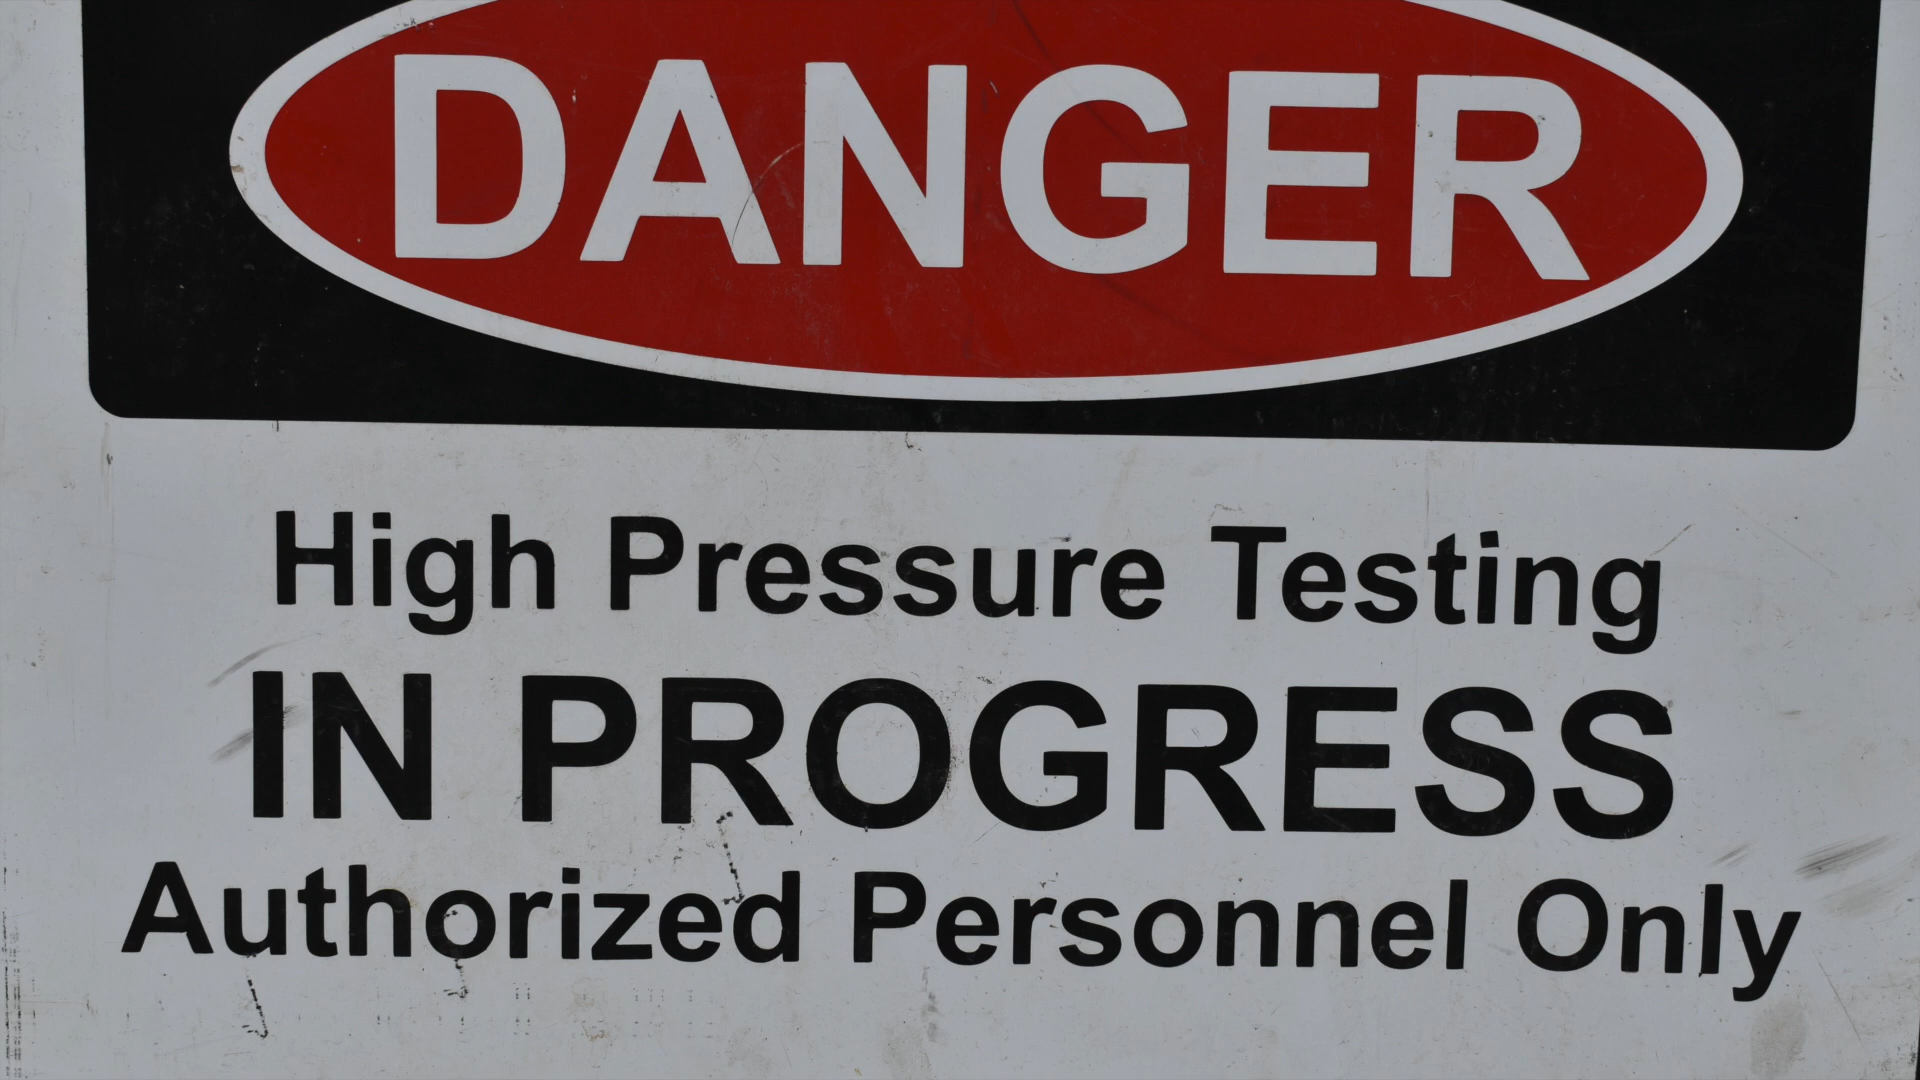 DANGER
High Pressure Testing
IN PROGRESS
Authorized Personnel Only